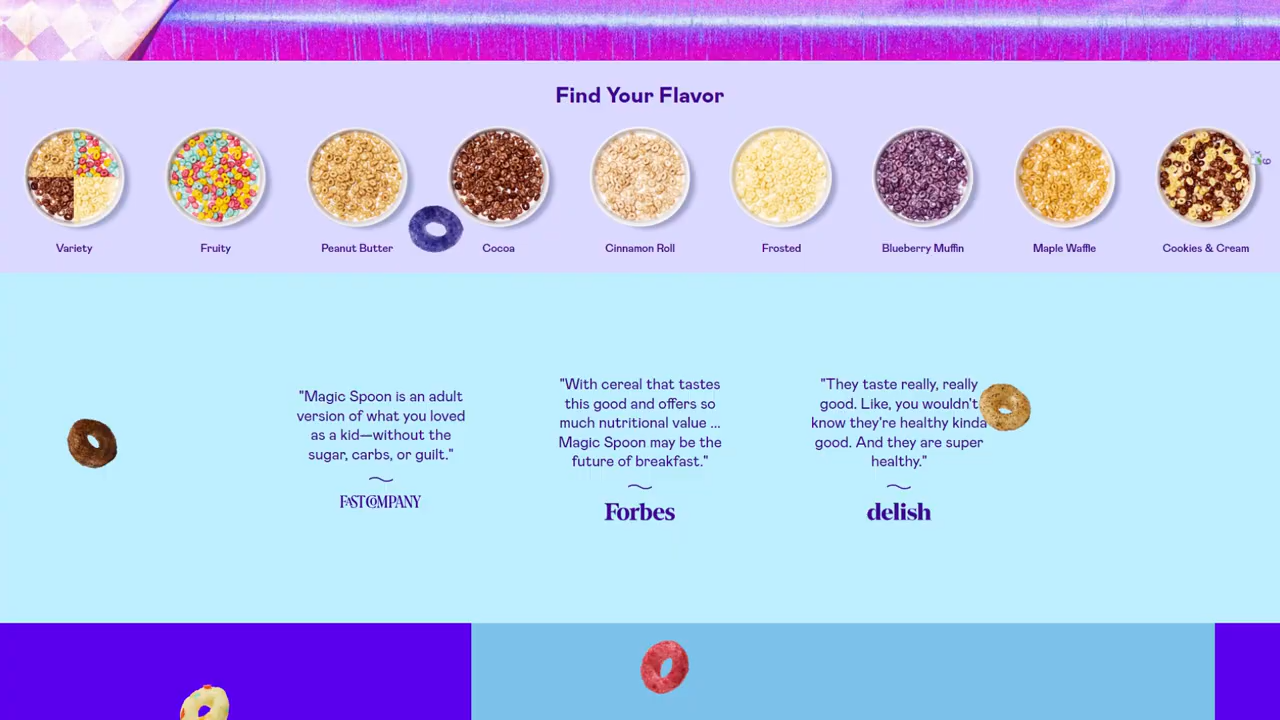 Find Your Flavor
Variety
Fruity
Peanut Butter
Cocoa
Cinnamon Roll
Frosted
Blueberry Muffin
Maple Waffle
Cookies & Cream
"Magic Spoon is an adult
version of what you loved
as a kid—without the
sugar, carbs, or guilt."
FAST COMPANY
"With cereal that tastes
this good and offers so
much nutritional value ...
Magic Spoon may be the
future of breakfast."
Forbes
"They taste really, really
good. Like, you wouldn't
know they're healthy kinda
good. And they are super
healthy."
delish